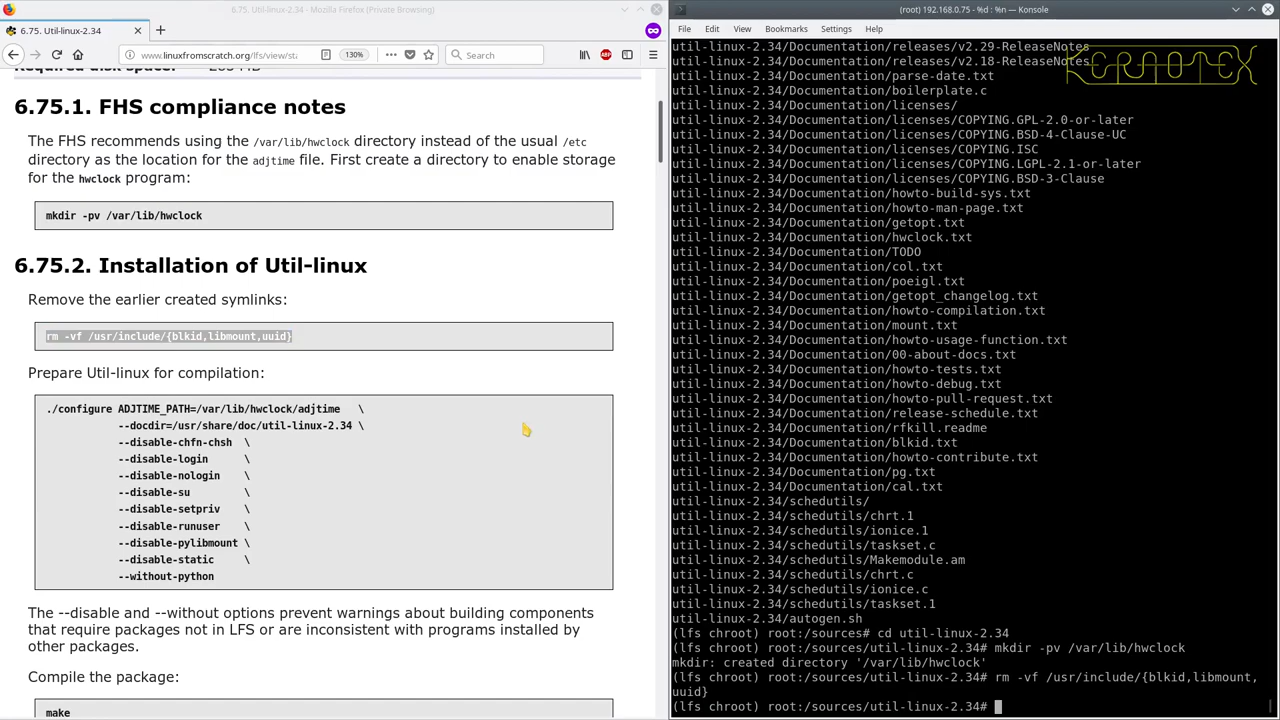 6.75. Util-linux-2.34 - Mozilla Firefox (Private Browsing)
6.75. Util-linux-2.34
www.linuxfromscratch.org/lfs/view/sta
130%
Search
6.75.1. FHS compliance notes
The FHS recommends using the /var/lib/hwclock directory instead of the usual /etc
directory as the location for the adjtime file. First create a directory to enable storage
for the hwclock program:
mkdir -pv /var/lib/hwclock
6.75.2. Installation of Util-linux
Remove the earlier created symlinks:
rm -vf /usr/include/{blkid,libmount,uuid}
Prepare Util-linux for compilation:
./configure ADJTIME_PATH=/var/lib/hwclock/adjtime \
--docdir=/usr/share/doc/util-linux-2.34 \
--disable-chfn-chsh \
--disable-login \
--disable-nologin \
--disable-su \
--disable-setpriv \
--disable-runuser \
--disable-pylibmount \
--disable-static \
--without-python
The --disable and --without options prevent warnings about building components
that require packages not in LFS or are inconsistent with programs installed by
other packages.
Compile the package:
make
(root) 192.168.0.75 - %d : %n — Konsole
File Edit View Bookmarks Settings Help
util-linux-2.34/Documentation/releases/v2.29-ReleaseNotes
util-linux-2.34/Documentation/releases/v2.18-ReleaseNotes
util-linux-2.34/Documentation/parse-date.txt
util-linux-2.34/Documentation/boilerplate.c
util-linux-2.34/Documentation/licenses/
util-linux-2.34/Documentation/licenses/COPYING.GPL-2.0-or-later
util-linux-2.34/Documentation/licenses/COPYING.BSD-4-Clause-UC
util-linux-2.34/Documentation/licenses/COPYING.ISC
util-linux-2.34/Documentation/licenses/COPYING.LGPL-2.1-or-later
util-linux-2.34/Documentation/licenses/COPYING.BSD-3-Clause
util-linux-2.34/Documentation/howto-build-sys.txt
util-linux-2.34/Documentation/howto-man-page.txt
util-linux-2.34/Documentation/getopt.txt
util-linux-2.34/Documentation/hwclock.txt
util-linux-2.34/Documentation/TODO
util-linux-2.34/Documentation/col.txt
util-linux-2.34/Documentation/poeigl.txt
util-linux-2.34/Documentation/getopt_changelog.txt
util-linux-2.34/Documentation/howto-compilation.txt
util-linux-2.34/Documentation/mount.txt
util-linux-2.34/Documentation/howto-usage-function.txt
util-linux-2.34/Documentation/00-about-docs.txt
util-linux-2.34/Documentation/howto-tests.txt
util-linux-2.34/Documentation/howto-debug.txt
util-linux-2.34/Documentation/howto-pull-request.txt
util-linux-2.34/Documentation/release-schedule.txt
util-linux-2.34/Documentation/rfkill.readme
util-linux-2.34/Documentation/blkid.txt
util-linux-2.34/Documentation/howto-contribute.txt
util-linux-2.34/Documentation/pg.txt
util-linux-2.34/Documentation/cal.txt
util-linux-2.34/schedutils/
util-linux-2.34/schedutils/chrt.1
util-linux-2.34/schedutils/ionice.1
util-linux-2.34/schedutils/taskset.c
util-linux-2.34/schedutils/Makemodule.am
util-linux-2.34/schedutils/chrt.c
util-linux-2.34/schedutils/ionice.c
util-linux-2.34/schedutils/taskset.1
util-linux-2.34/autogen.sh
(lfs chroot) root:/sources# cd util-linux-2.34
(lfs chroot) root:/sources/util-linux-2.34# mkdir -pv /var/lib/hwclock
mkdir: created directory '/var/lib/hwclock'
(lfs chroot) root:/sources/util-linux-2.34# rm -vf /usr/include/{blkid,libmount,
uuid}
(lfs chroot) root:/sources/util-linux-2.34#